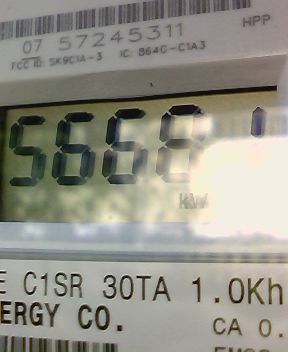 HPP
07 57245311
FCC ID: SK9C1A-3 IC: 864G-C1A3
5668
KW
E C1SR 30TA 1.0Kh
ERGY CO.
CA 0.